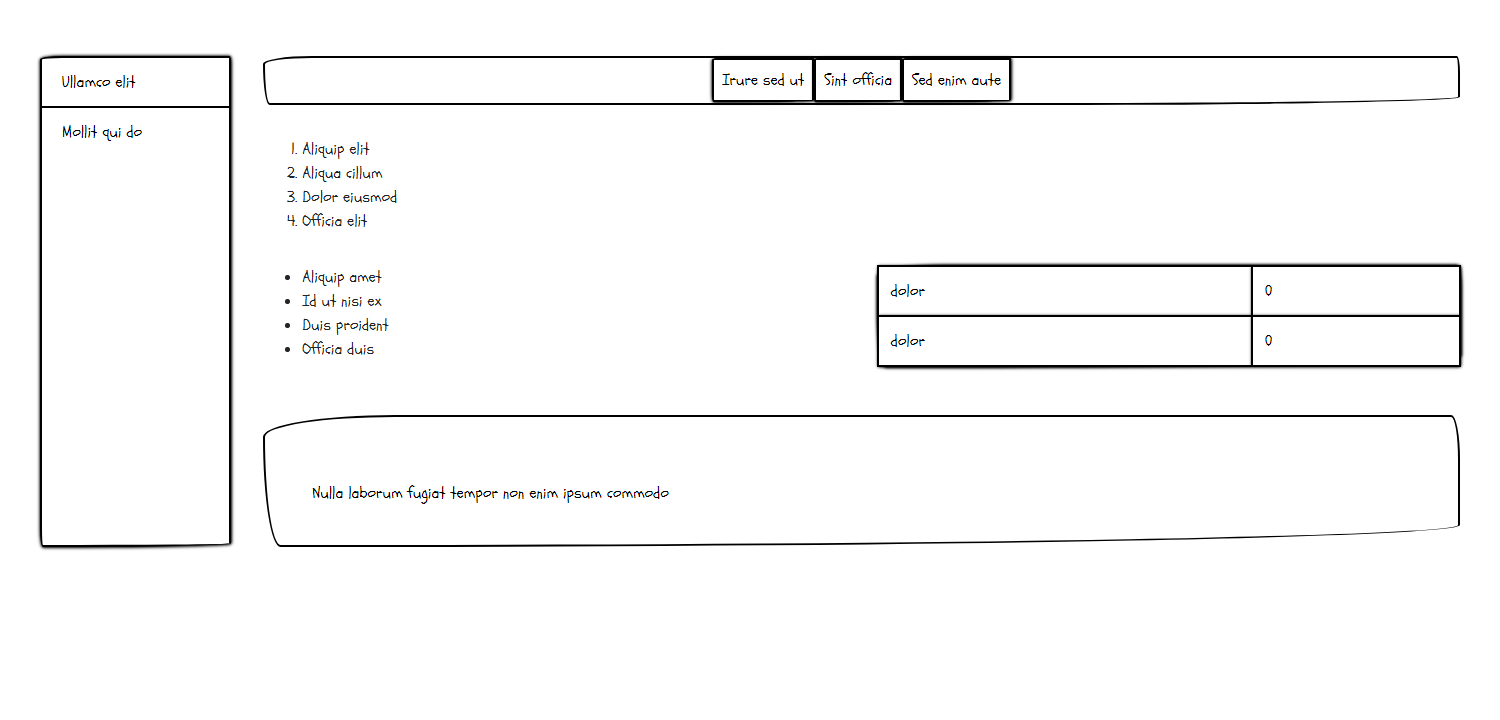 Ullamco elit
Mollit qui do
Irure sed ut Sint officia Sed enim aute
1. Aliquip elit
2. Aliqua cillum
3. Dolor eiusmod
4. Officia elit
• Aliquip amet
• Id ut nisi ex
• Duis proident
• Officia duis
dolor 0
dolor 0
Nulla laborum fugiat tempor non enim ipsum commodo